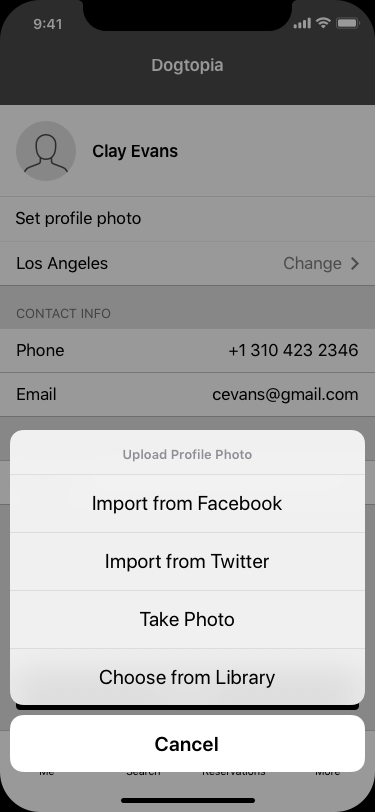 9:41
Dogtopia
Clay Evans
Set profile photo
Los Angeles Change
CONTACT INFO
Phone +1 310 423 2346
Email cevans@gmail.com
Upload Profile Photo
Import from Facebook
Import from Twitter
Take Photo
Choose from Library
Cancel
Me Search Reservations More